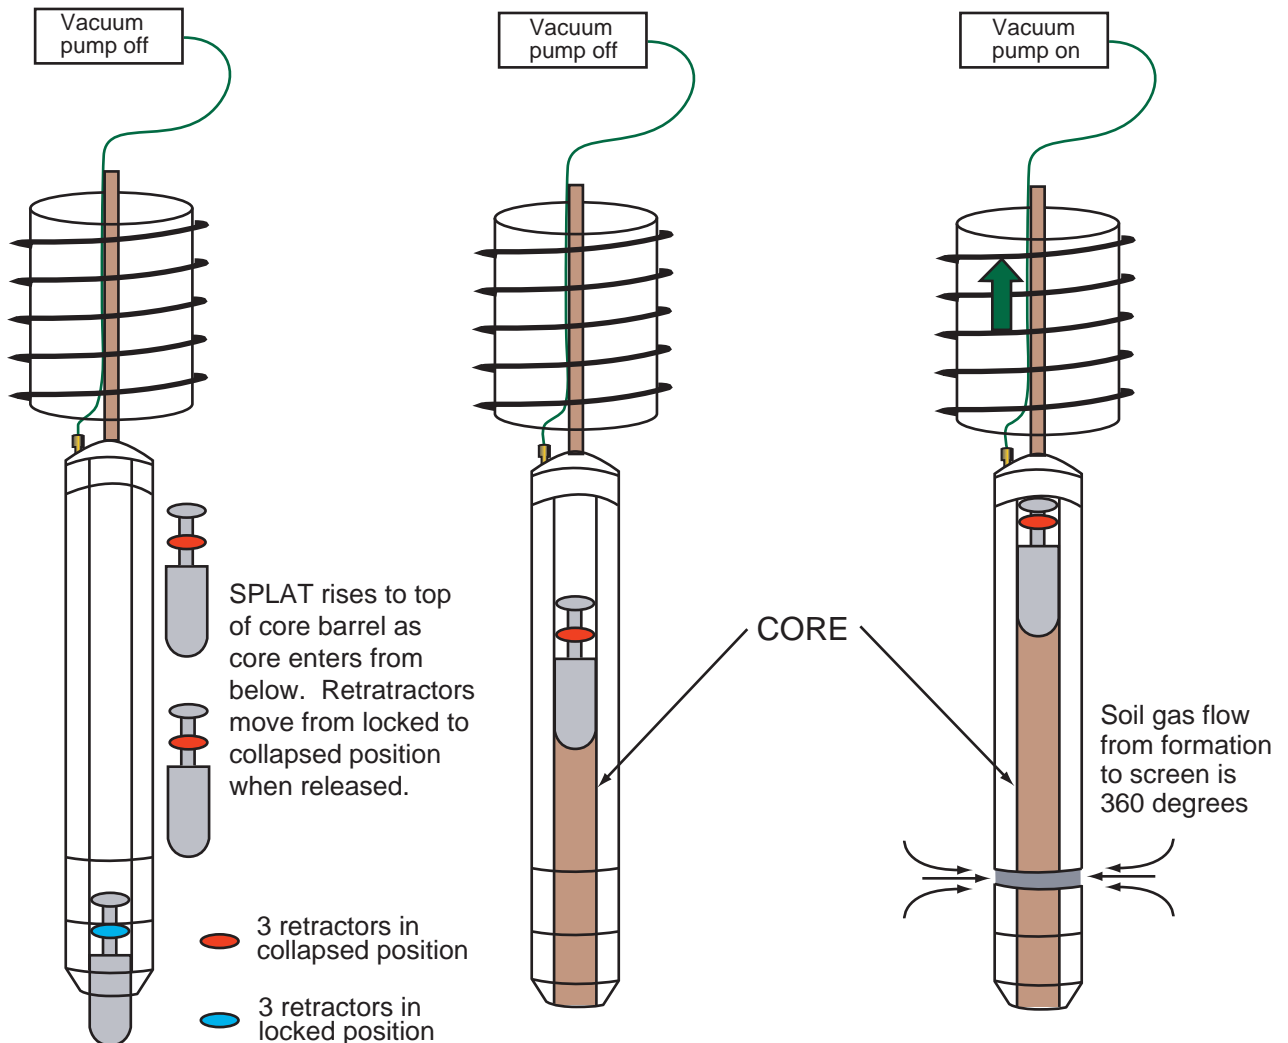 Vacuum
pump off
Vacuum
pump off
Vacuum
pump on
SPLAT rises to top
of core barrel as
core enters from
below.  Retratractors
move from locked to
collapsed position
when released.
CORE
Soil gas flow
from formation
to screen is
360 degrees
3 retractors in
collapsed position
3 retractors in
locked position